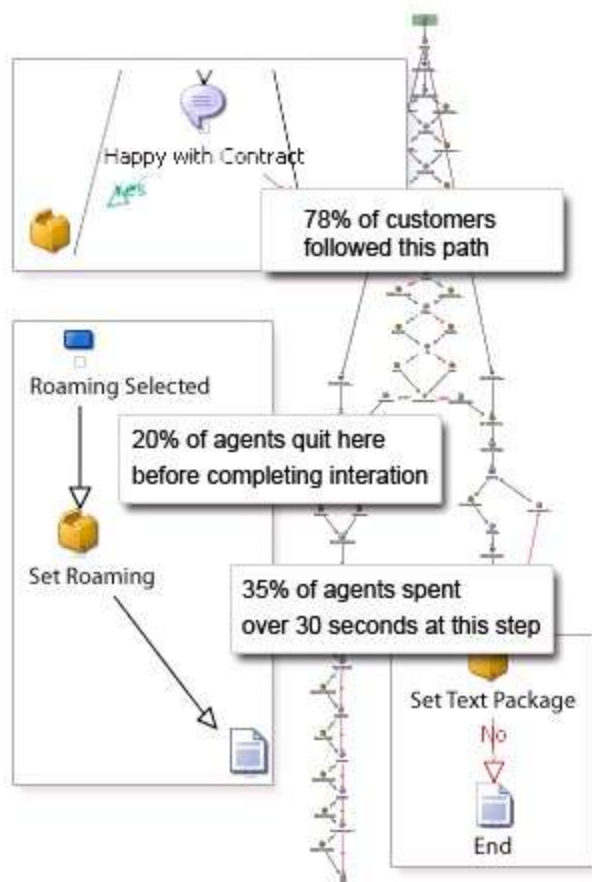 Happy with Contract
Yes
78% of customers
followed this path
Roaming Selected
20% of agents quit here
before completing interation
Set Roaming
35% of agents spent
over 30 seconds at this step
Set Text Package
No
End